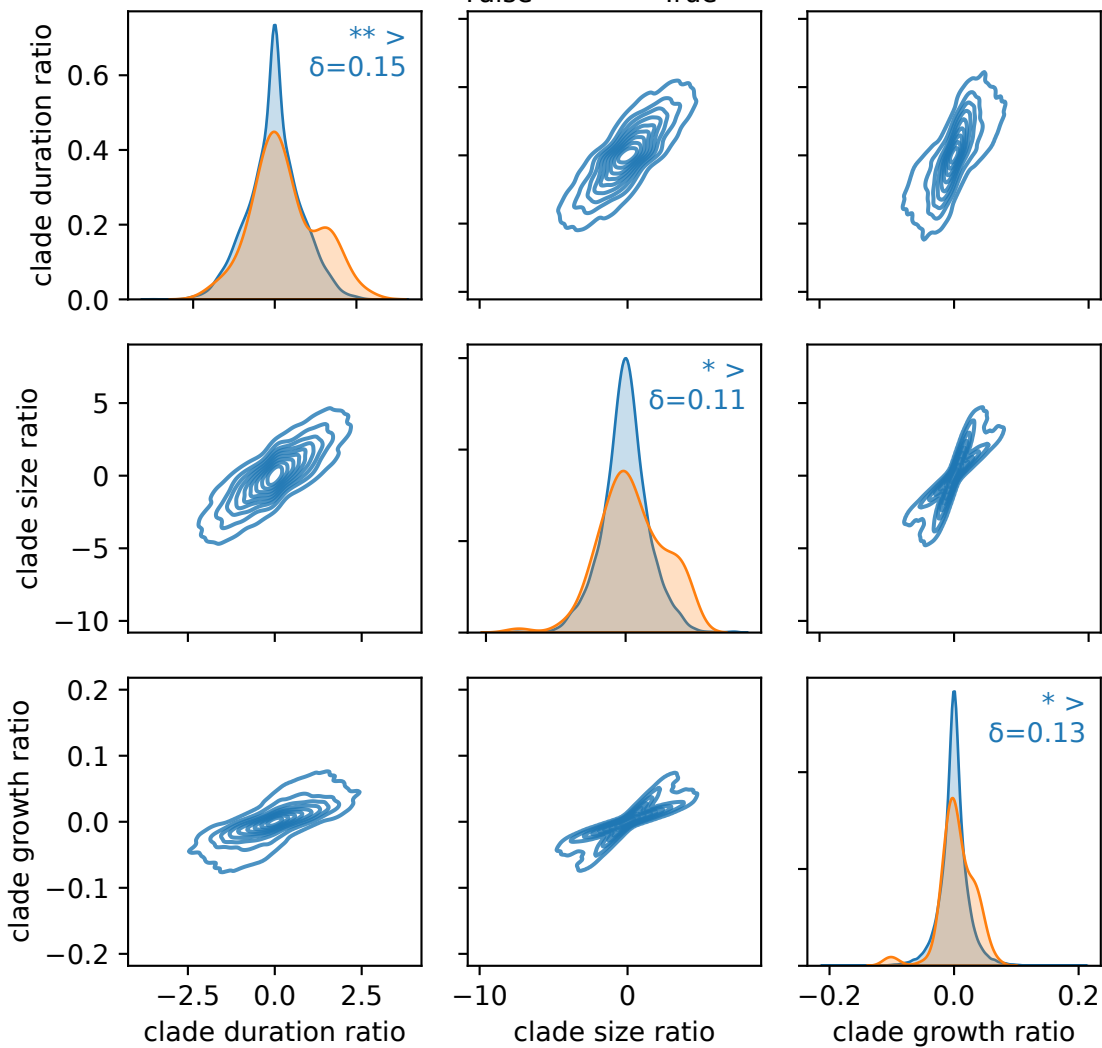 False True
clade duration ratio
0.6
0.4
0.2
0.0
** >
δ=0.15
clade size ratio
5
0
−5
−10
* >
δ=0.11
clade growth ratio
0.2
0.1
0.0
−0.1
−0.2
* >
δ=0.13
−2.5 0.0 2.5
−10 0
−0.2 0.0 0.2
clade duration ratio
clade size ratio
clade growth ratio